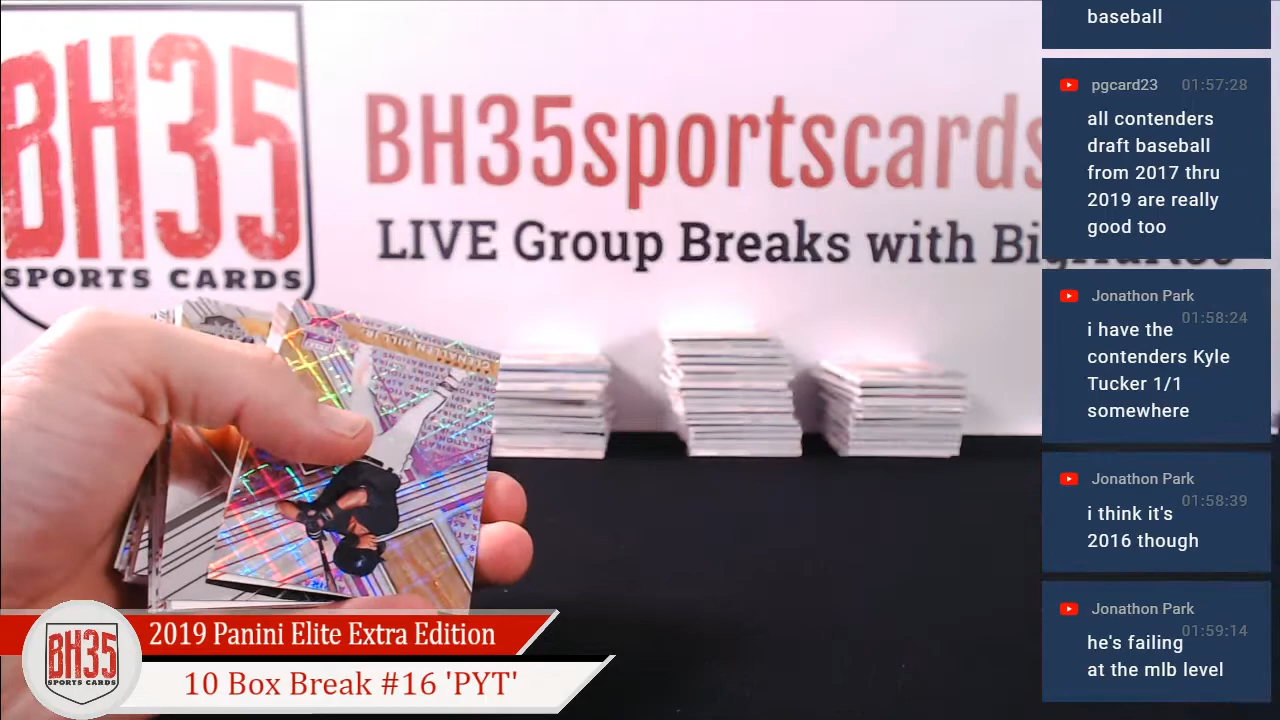 BH35
SPORTS CARDS
BH35sportscards
LIVE Group Breaks with
2019 Panini Elite Extra Edition
10 Box Break #16 'PYT'
BH35
SPORTS CARDS
baseball
pgcard23 01:57:28
all contenders
draft baseball
from 2017 thru
2019 are really
good too
Jonathon Park
01:58:24
i have the
contenders Kyle
Tucker 1/1
somewhere
Jonathon Park
01:58:39
i think it's
2016 though
Jonathon Park
01:59:14
he's failing
at the mlb level